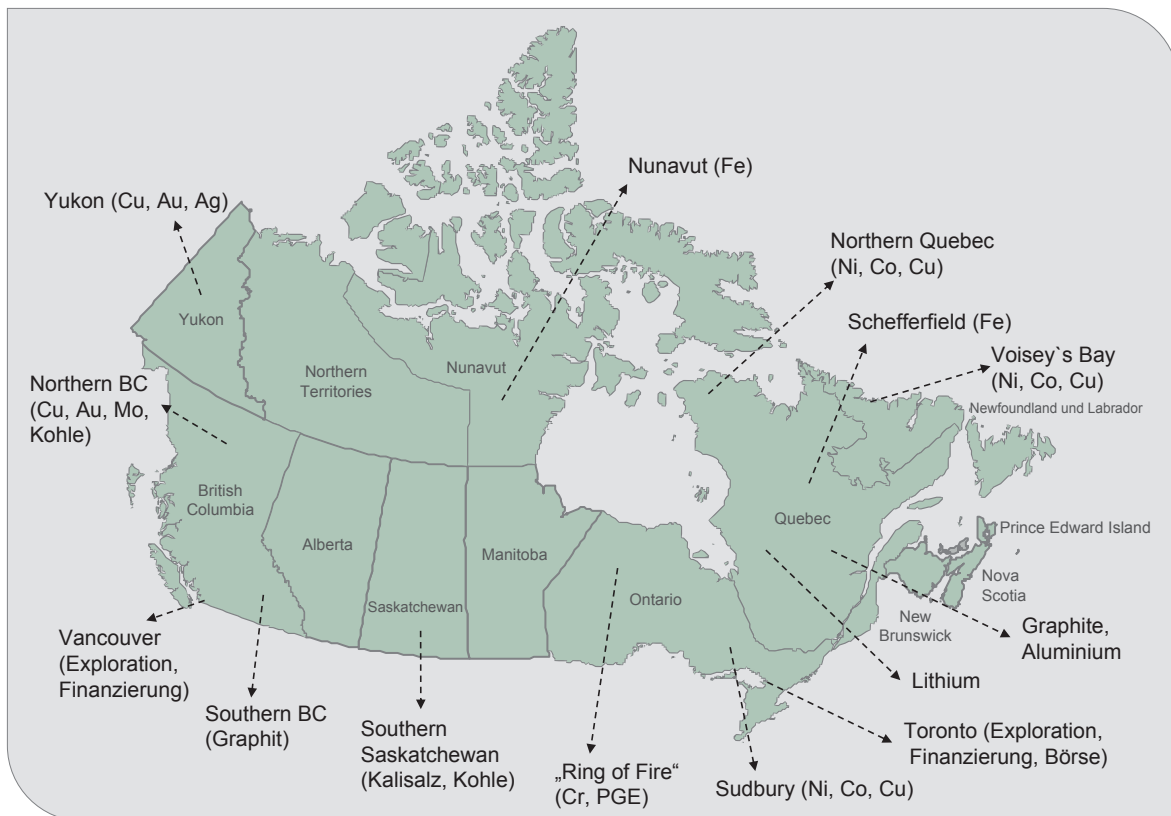 Nunavut (Fe)
Yukon (Cu, Au, Ag)
Northern Quebec
(Ni, Co, Cu)
Schefferfield (Fe)
Voisey`s Bay
(Ni, Co, Cu)
Newfoundland und Labrador
Yukon
Northern
Territories
Nunavut
Northern BC
(Cu, Au, Mo,
Kohle)
British
Columbia
Alberta
Saskatchewan
Manitoba
Ontario
Quebec
Prince Edward Island
Nova
Scotia
New
Brunswick
Vancouver
(Exploration,
Finanzierung)
Southern BC
(Graphit)
Southern
Saskatchewan
(Kalisalz, Kohle)
„Ring of Fire“
(Cr, PGE)
Sudbury (Ni, Co, Cu)
Toronto (Exploration,
Finanzierung, Börse)
Lithium
Graphite,
Aluminium